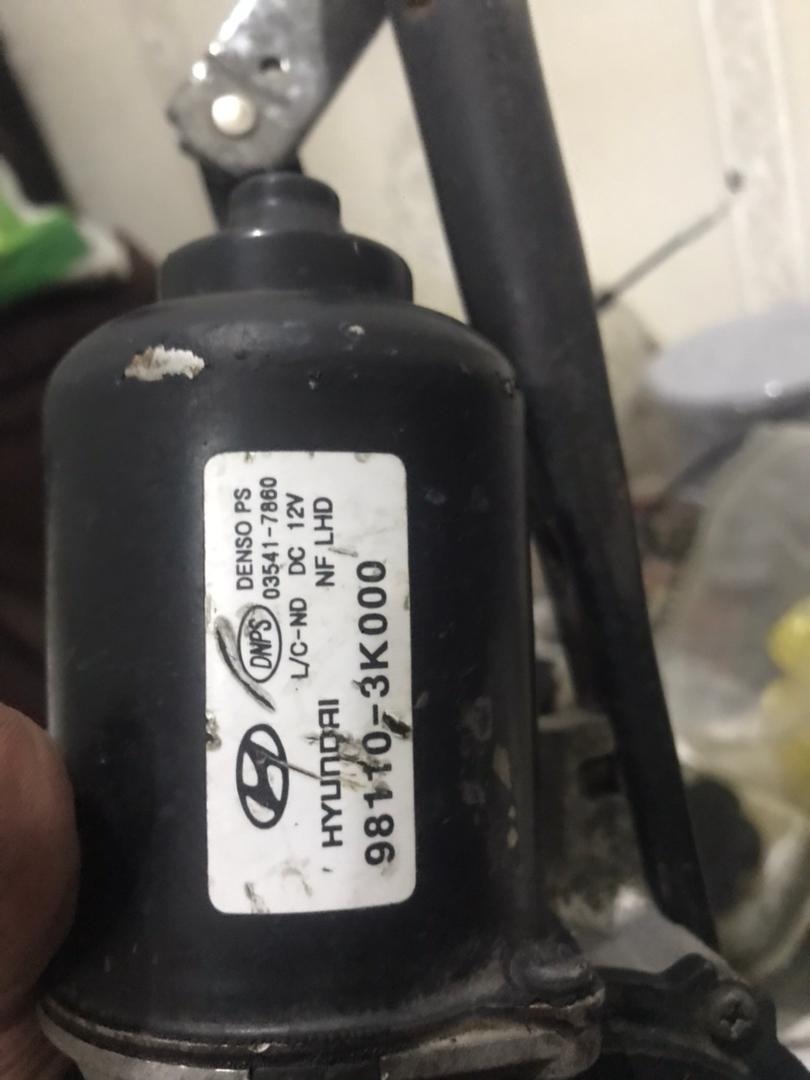 DENSO PS
DNPS 03541-7860
L/C-ND DC 12V
HYUNDAI NF LHD
98110-3K000